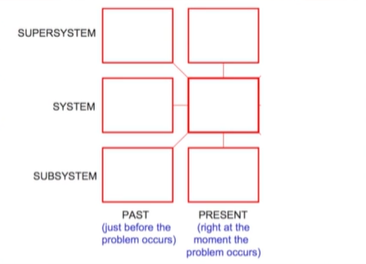 SUPERSYSTEM
SYSTEM
SUBSYSTEM
PAST
(just before the
problem occurs)
PRESENT
(right at the
moment the
problem occurs)